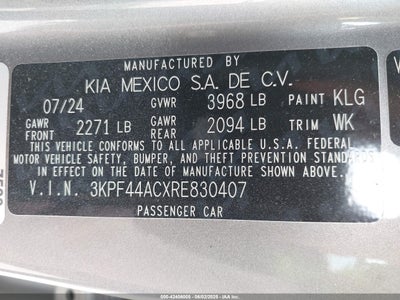 MANUFACTURED BY
KIA MEXICO S.A. DE C.V.
07/24 GVWR 3968 LB PAINT KLG
GAWR FRONT 2271 LB GAWR REAR 2094 LB TRIM WK
THIS VEHICLE CONFORMS TO ALL APPLICABLE U.S. FEDERAL
MOTOR VEHICLE SAFETY, BUMPER, AND THEFT PREVENTION STANDARDS
IN EFFECT ON THE DATE OF MANUFACTURE SHOWN ABOVE.
V.I.N. 3KPF44ACXRE830407
PASSENGER CAR